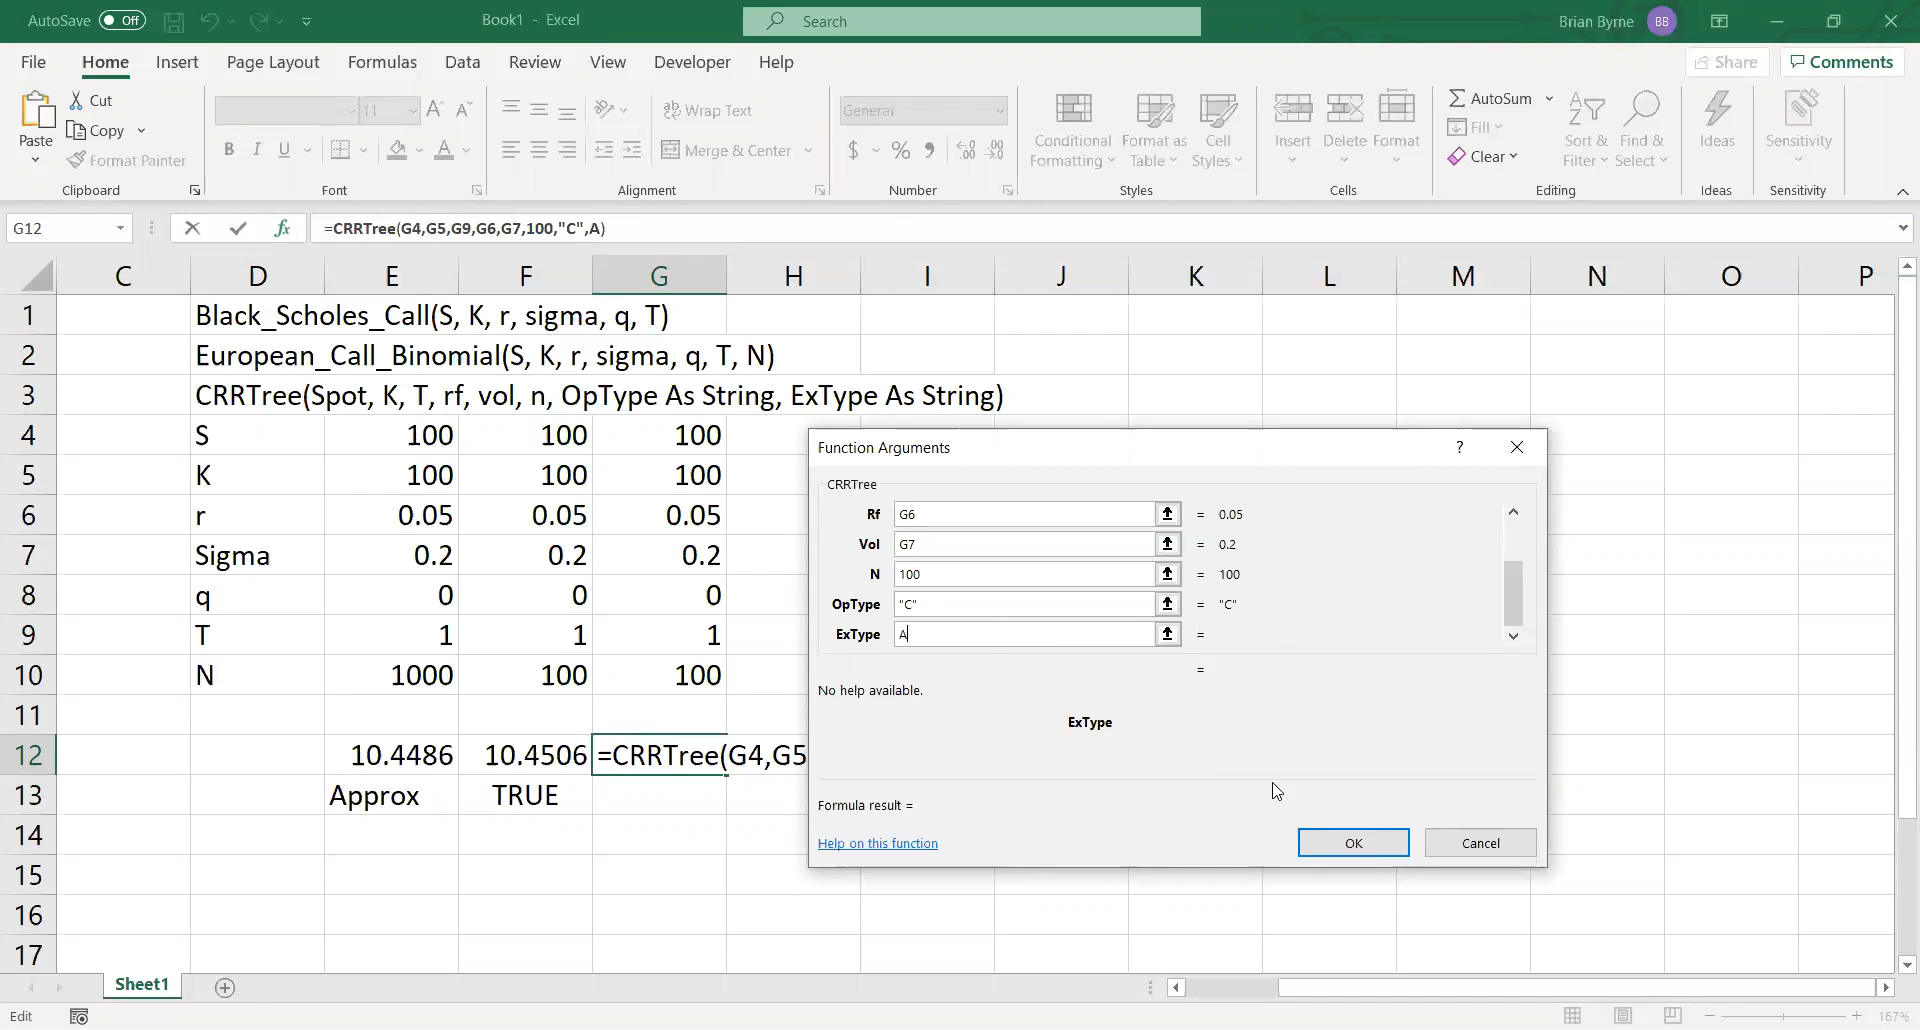 AutoSave Off Book1 - Excel Search Brian Byrne BB
File Home Insert Page Layout Formulas Data Review View Developer Help Share Comments
Paste Cut Copy Format Painter Clipboard
11 B I U A Font
Wrap Text Merge & Center Alignment
General $ % Number
Conditional Formatting Format as Table Cell Styles Styles
Insert Delete Format Cells
AutoSum Fill Clear Sort & Filter Find & Select Editing
Ideas Ideas
Sensitivity Sensitivity
G12 fx =CRRTree(G4,G5,G9,G6,G7,100,"C",A)
C D E F G H I J K L M N O P
1 Black_Scholes_Call(S, K, r, sigma, q, T)
2 European_Call_Binomial(S, K, r, sigma, q, T, N)
3 CRRTree(Spot, K, T, rf, vol, n, OpType As String, ExType As String)
4 S 100 100 100
5 K 100 100 100
6 r 0.05 0.05 0.05
7 Sigma 0.2 0.2 0.2
8 q 0 0 0
9 T 1 1 1
10 N 1000 100 100
11
12 10.4486 10.4506 =CRRTree(G4,G5
13 Approx TRUE
14
15
16
17
Function Arguments ?
CRRTree
Rf G6 = 0.05
Vol G7 = 0.2
N 100 = 100
OpType "C" = "C"
ExType A =
=
No help available.
ExType
Formula result =
Help on this function OK Cancel
Sheet1
Edit 167%